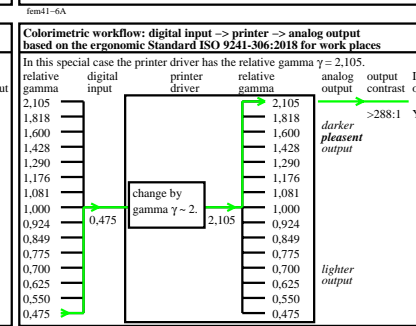 fem41-6A
Colorimetric workflow: digital input –> printer –> analog output
based on the ergonomic Standard ISO 9241-306:2018 for work places
In this special case the printer driver has the relative gamma γ = 2,105.
relative digital printer relative analog output
gamma input driver gamma output contrast
2,105 2,105
>288:1
1,818 1,818
darker
1,600 1,600
pleasent
1,428 1,428
output
1,290 1,290
1,176 1,176
1,081 change by 1,081
1,000 gamma γ ~ 2. 1,000
0,475 2,105
0,924 0,924
0,849 0,849
0,775 0,775
0,700 0,700
lighter
0,625 0,625
output
0,550 0,550
0,475 0,475